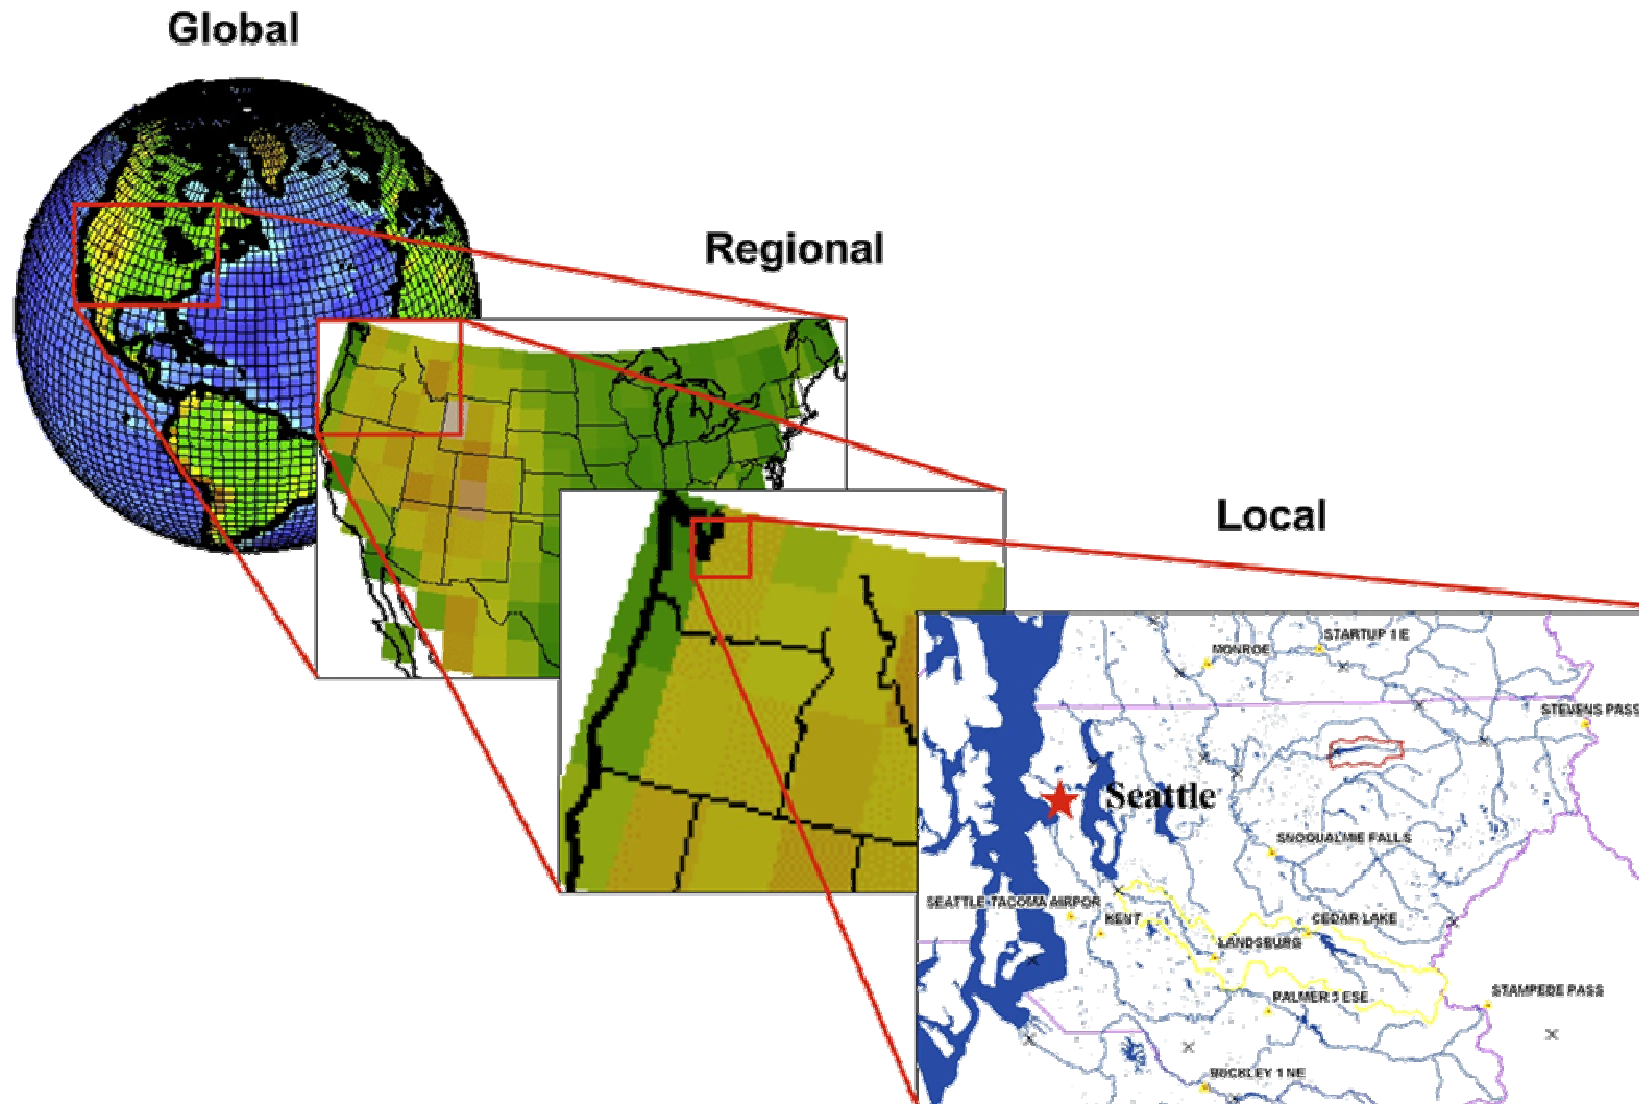 Global
Regional
Local
STARTUP 1 E
MONROE
STEVENS PASS
Seattle
SNOQUALMIE FALLS
SEATTLE-TACOMA AIRPOR
KENT
CEDAR LAKE
LANDSBURG
PALMER 3 ESE
STAMPEDE PASS
BUCKLEY 1 NE